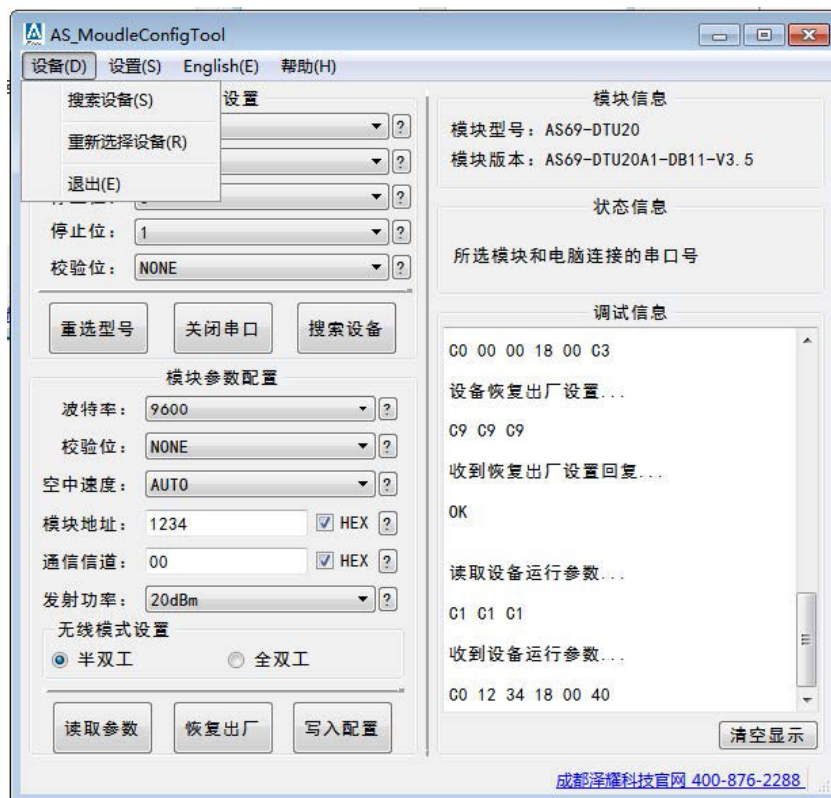 AS_MoudleConfigTool
设备(D) 设置(S) English(E) 帮助(H)
搜索设备(S)
重新选择设备(R)
退出(E)
设置
?
?
?
停止位： 1 ?
校验位： NONE ?
重选型号 关闭串口 搜索设备
模块参数配置
波特率： 9600 ?
校验位： NONE ?
空中速度： AUTO ?
模块地址： 1234 HEX ?
通信信道： 00 HEX ?
发射功率： 20dBm ?
无线模式设置
半双工 全双工
读取参数 恢复出厂 写入配置
模块信息
模块型号：AS69-DTU20
模块版本：AS69-DTU20A1-DB11-V3.5
状态信息
所选模块和电脑连接的串口号
调试信息
C0 00 00 18 00 C3
设备恢复出厂设置...
C9 C9 C9
收到恢复出厂设置回复...
OK
读取设备运行参数...
C1 C1 C1
收到设备运行参数...
C0 12 34 18 00 40
清空显示
成都泽耀科技官网 400-876-2288